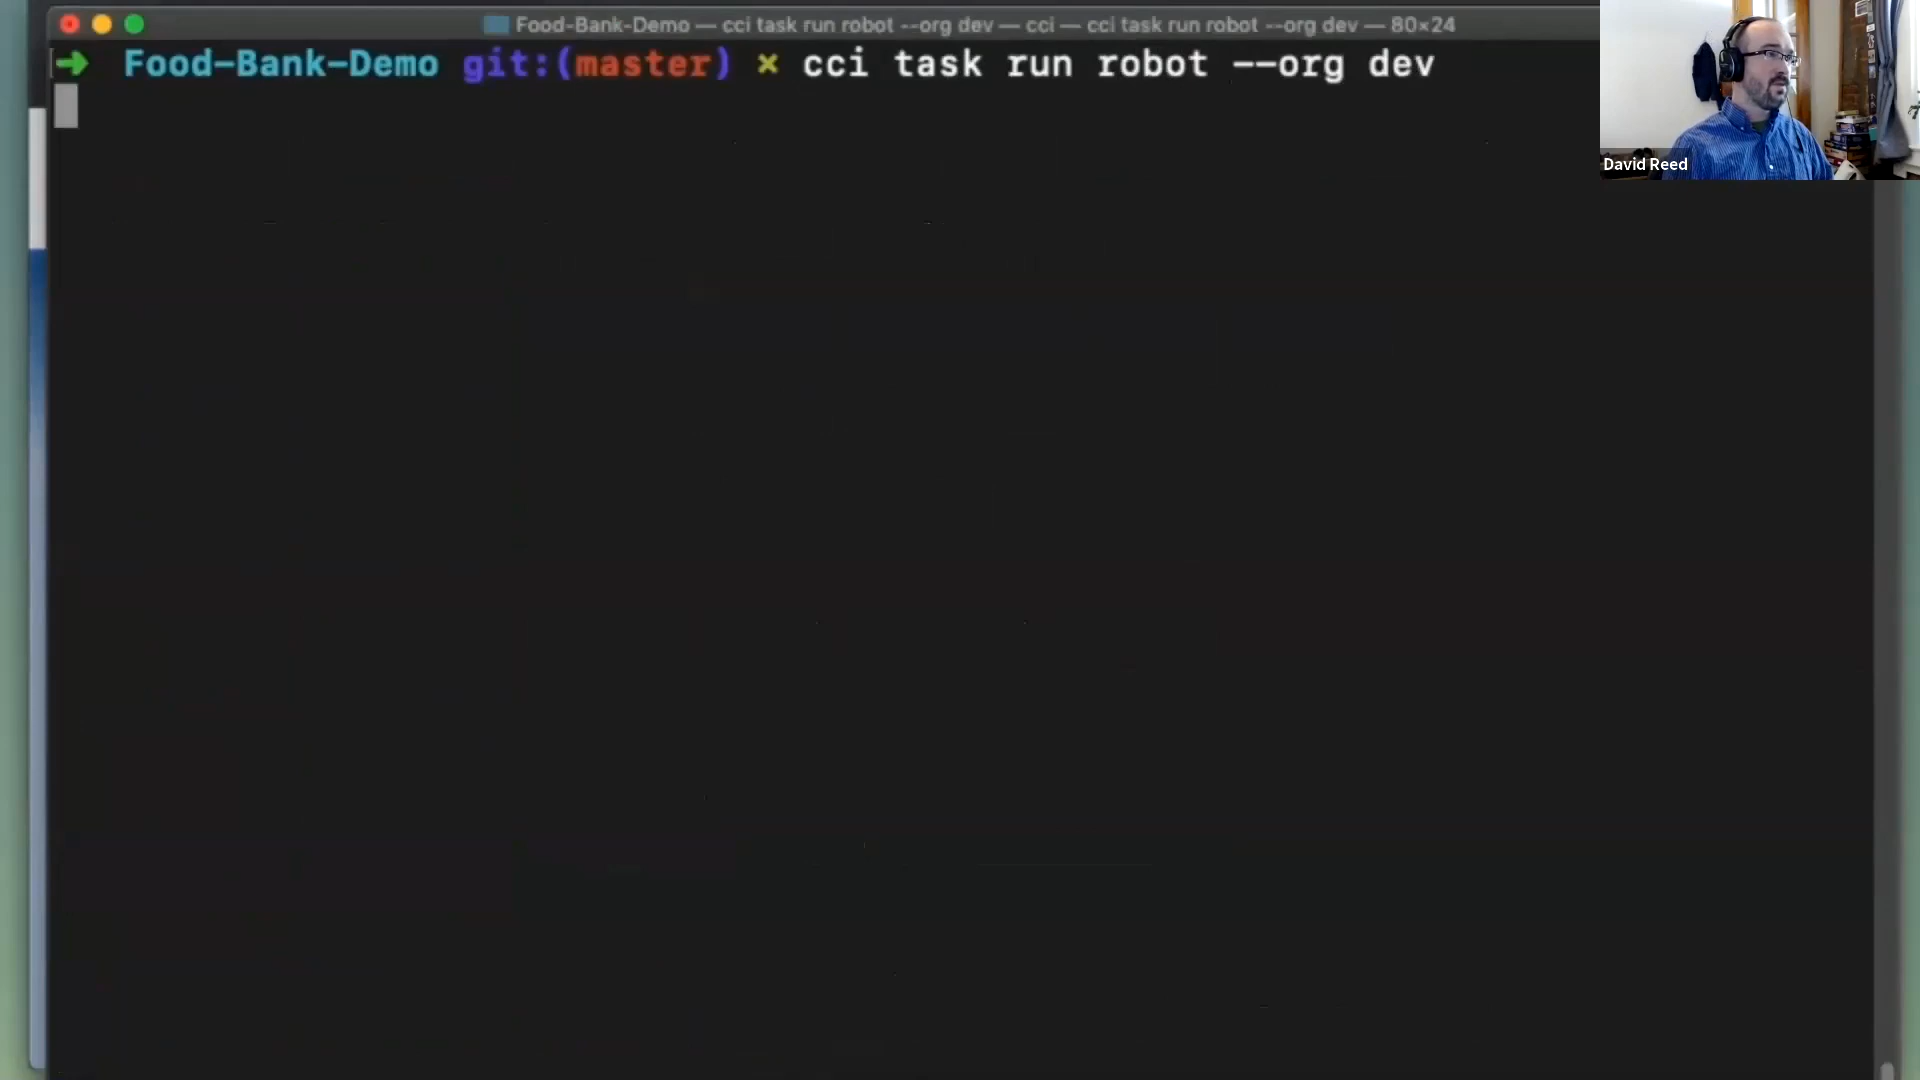 Food-Bank-Demo — cci task run robot --org dev — cci — cci task run robot --org dev — 80×24
➜ Food-Bank-Demo git:(master) ✗ cci task run robot --org dev
David Reed